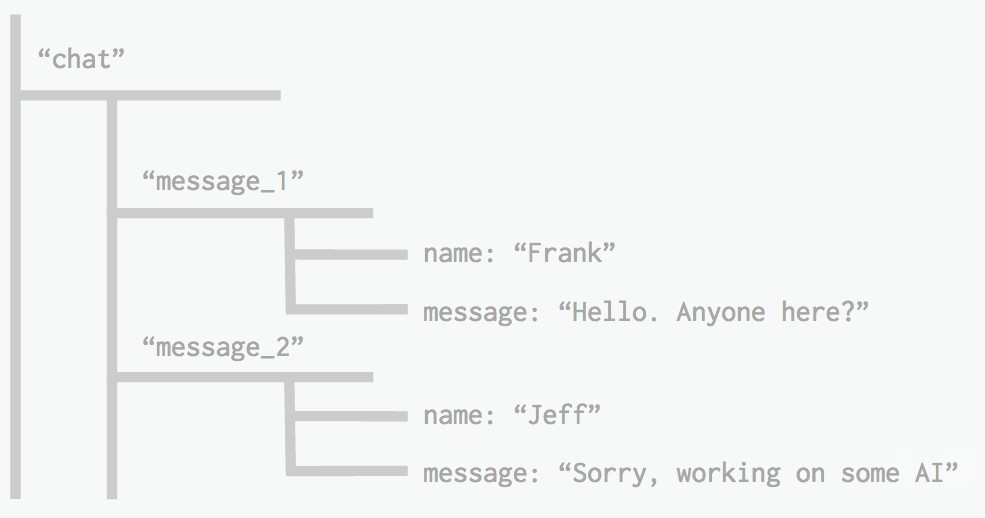 “chat”
“message_1”
name: “Frank”
message: “Hello. Anyone here?”
“message_2”
name: “Jeff”
message: “Sorry, working on some AI”